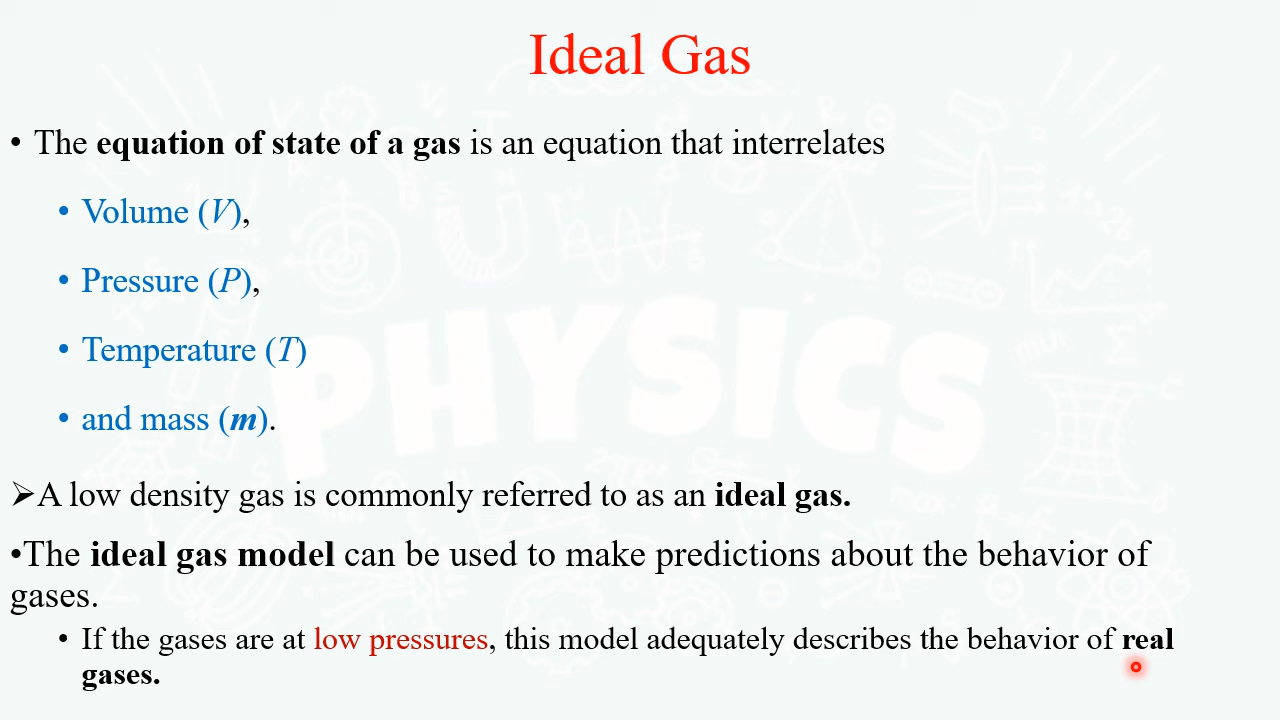 Ideal Gas
• The equation of state of a gas is an equation that interrelates
• Volume (V),
• Pressure (P),
• Temperature (T)
• and mass (m).
➢A low density gas is commonly referred to as an ideal gas.
•The ideal gas model can be used to make predictions about the behavior of
gases.
• If the gases are at low pressures, this model adequately describes the behavior of real
gases.
PHYSICS